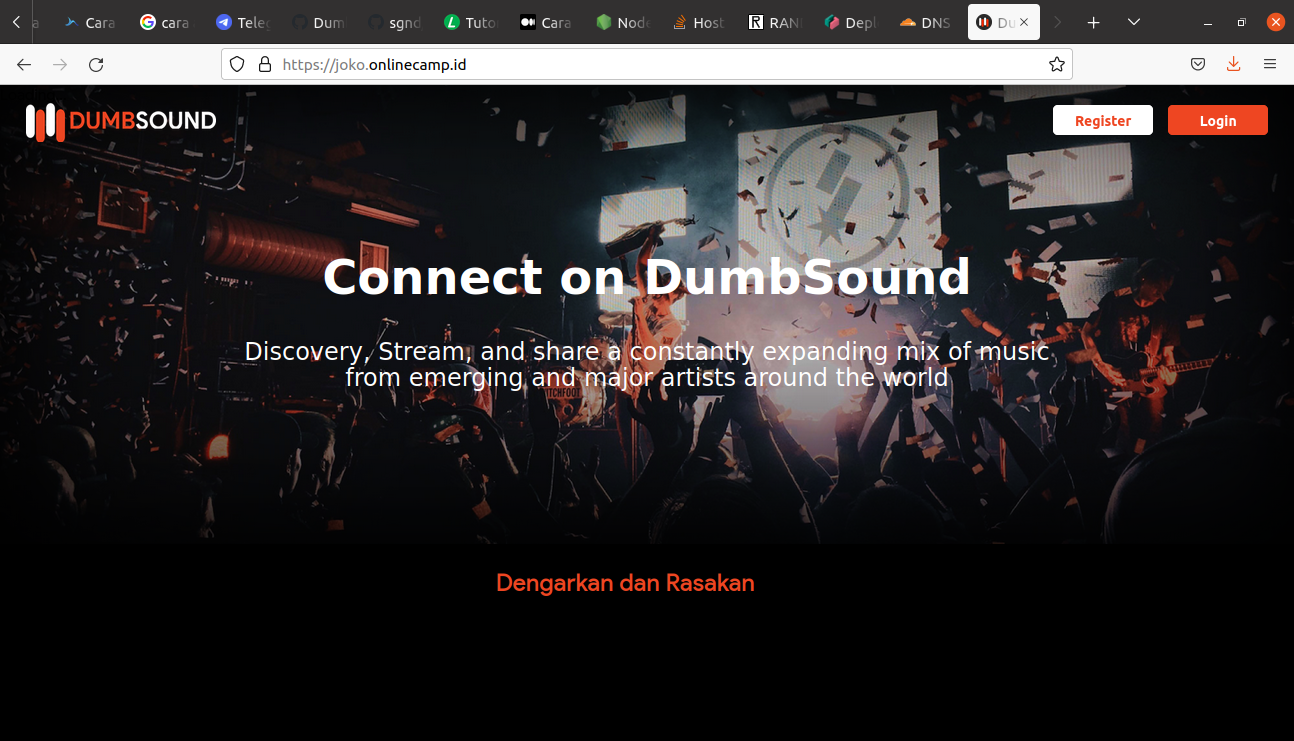 Cara
cara
Teleg
Dum
sgnd
Tuto
Cara
Node
Host
RAN
Depl
DNS
Du
https://joko.onlinecamp.id
DUMBSOUND
Register
Login
Connect on DumbSound
Discovery, Stream, and share a constantly expanding mix of music
from emerging and major artists around the world
Dengarkan dan Rasakan